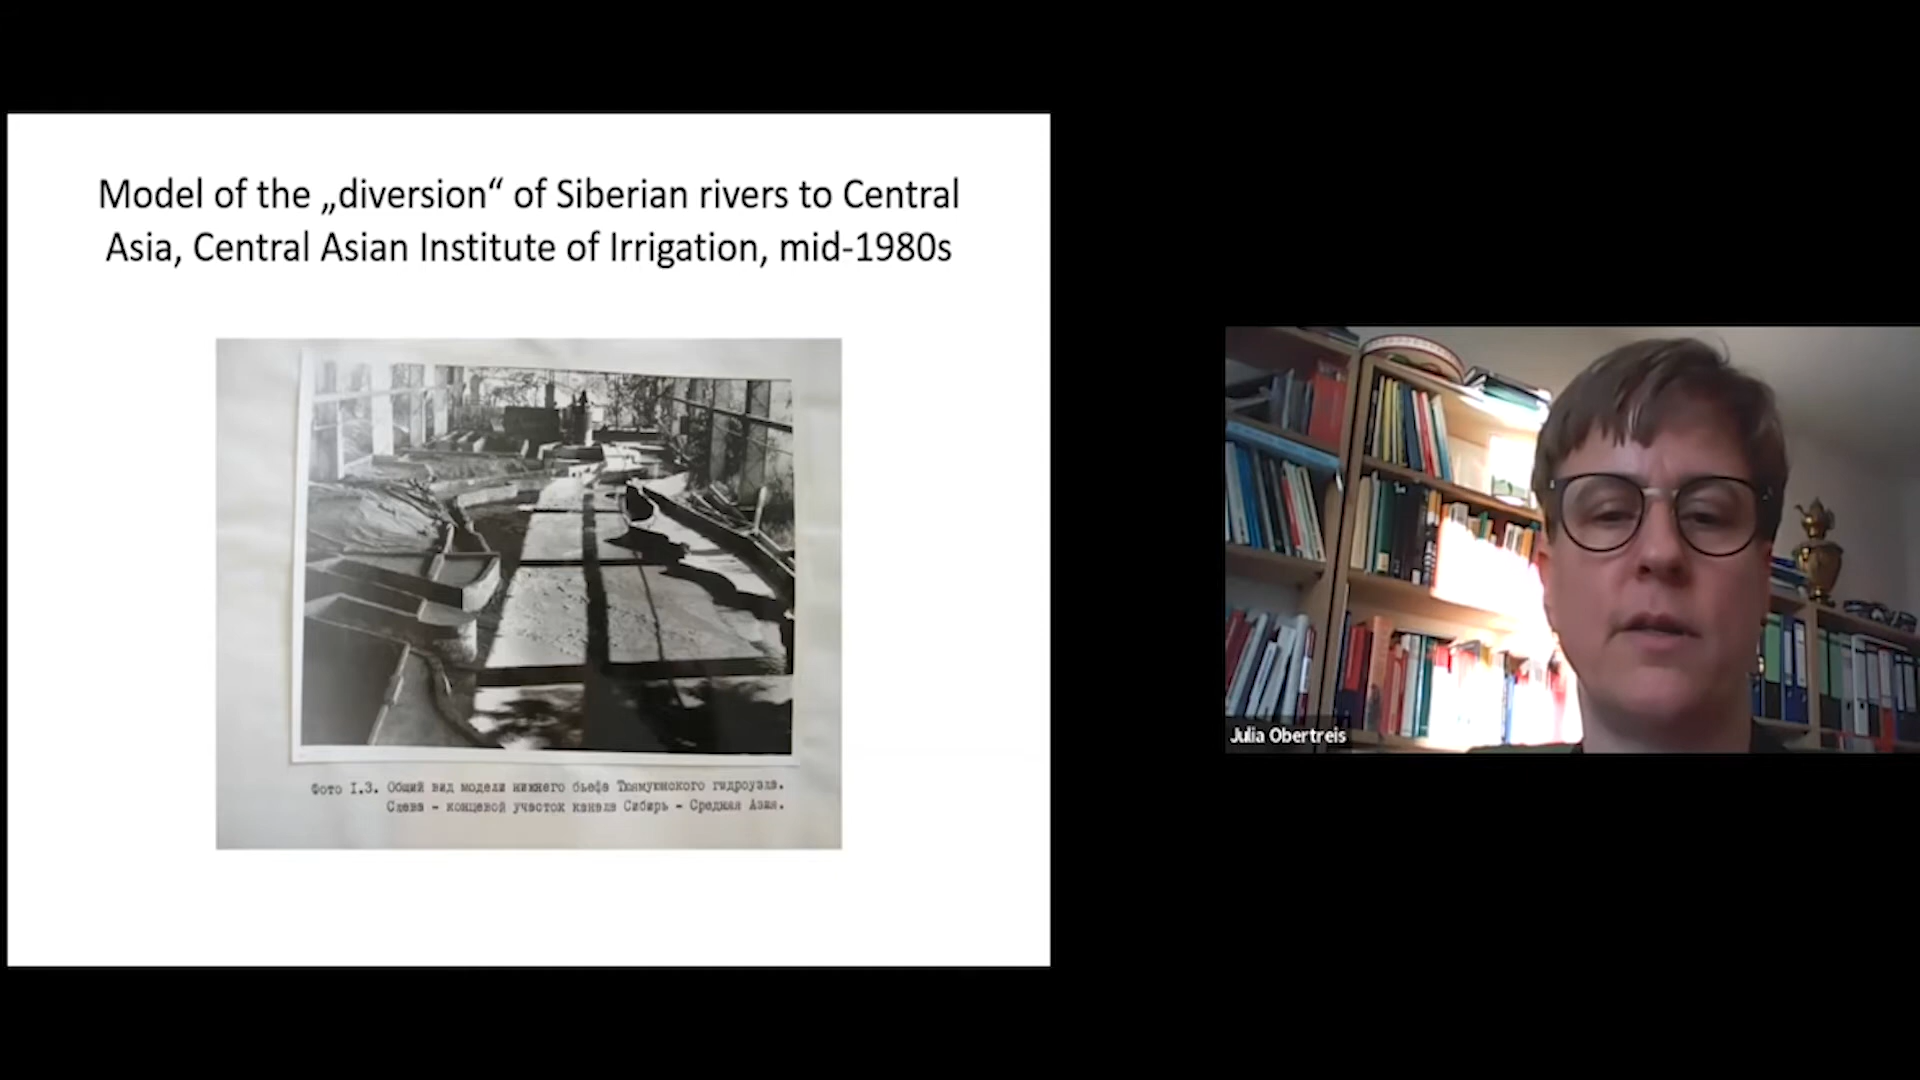 Model of the „diversion“ of Siberian rivers to Central
Asia, Central Asian Institute of Irrigation, mid-1980s
Фото I.3. Общий вид модели нижнего бьефа Тюямуюнского гидроузла.
Слева - концевой участок канала Сибирь - Средняя Азия.
Julia Obertreis